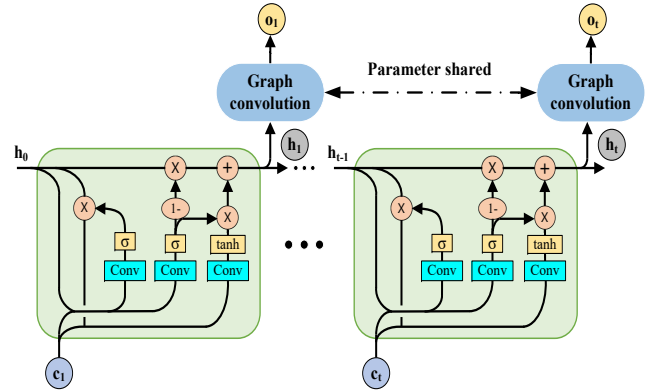 o1
ot
Graph
convolution
Parameter shared
Graph
convolution
h0
h1
...
ht-1
ht
X
+
X
+
X
1-
X
X
1-
X
σ
σ
tanh
σ
σ
tanh
Conv
Conv
Conv
Conv
Conv
Conv
c1
ct